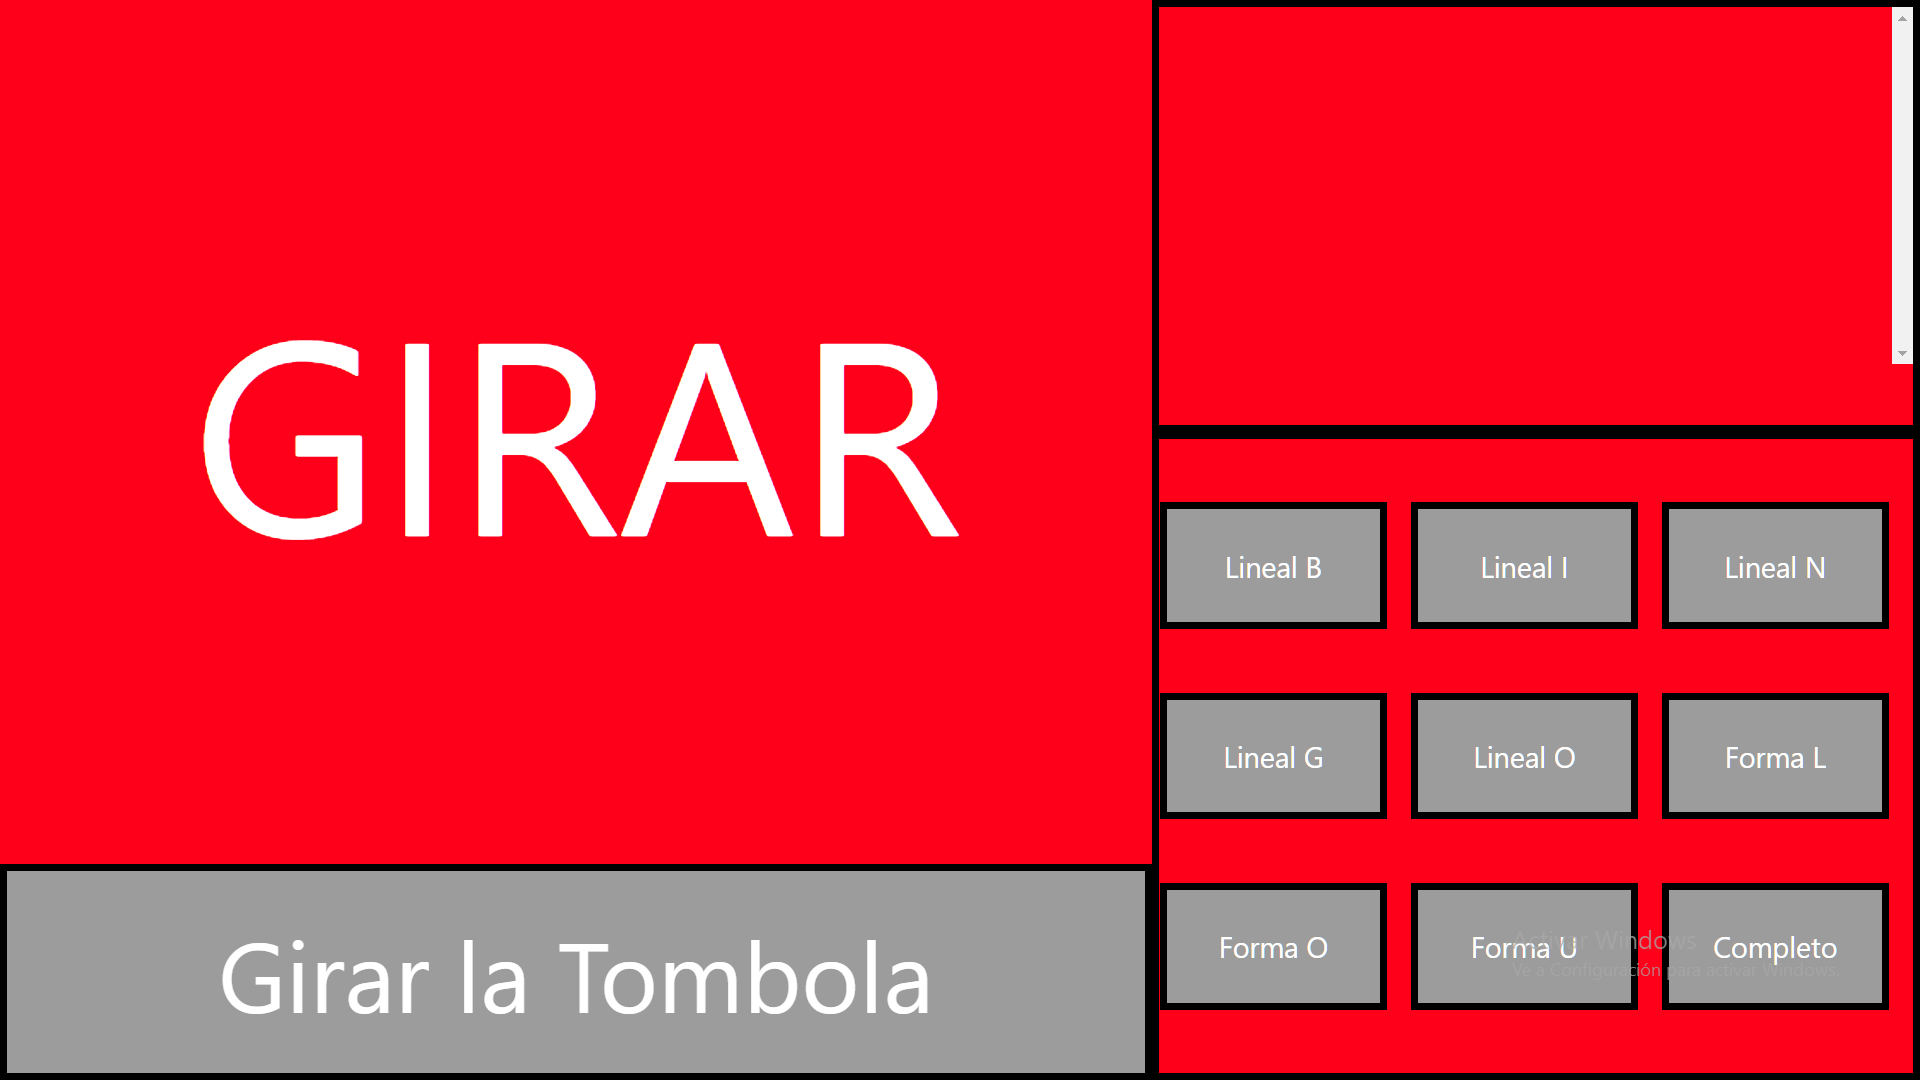 GIRAR
Girar la Tombola
Lineal B
Lineal I
Lineal N
Lineal G
Lineal O
Forma L
Forma O
Forma U
Completo
Activar Windows
Ve a Configuración para activar Windows.